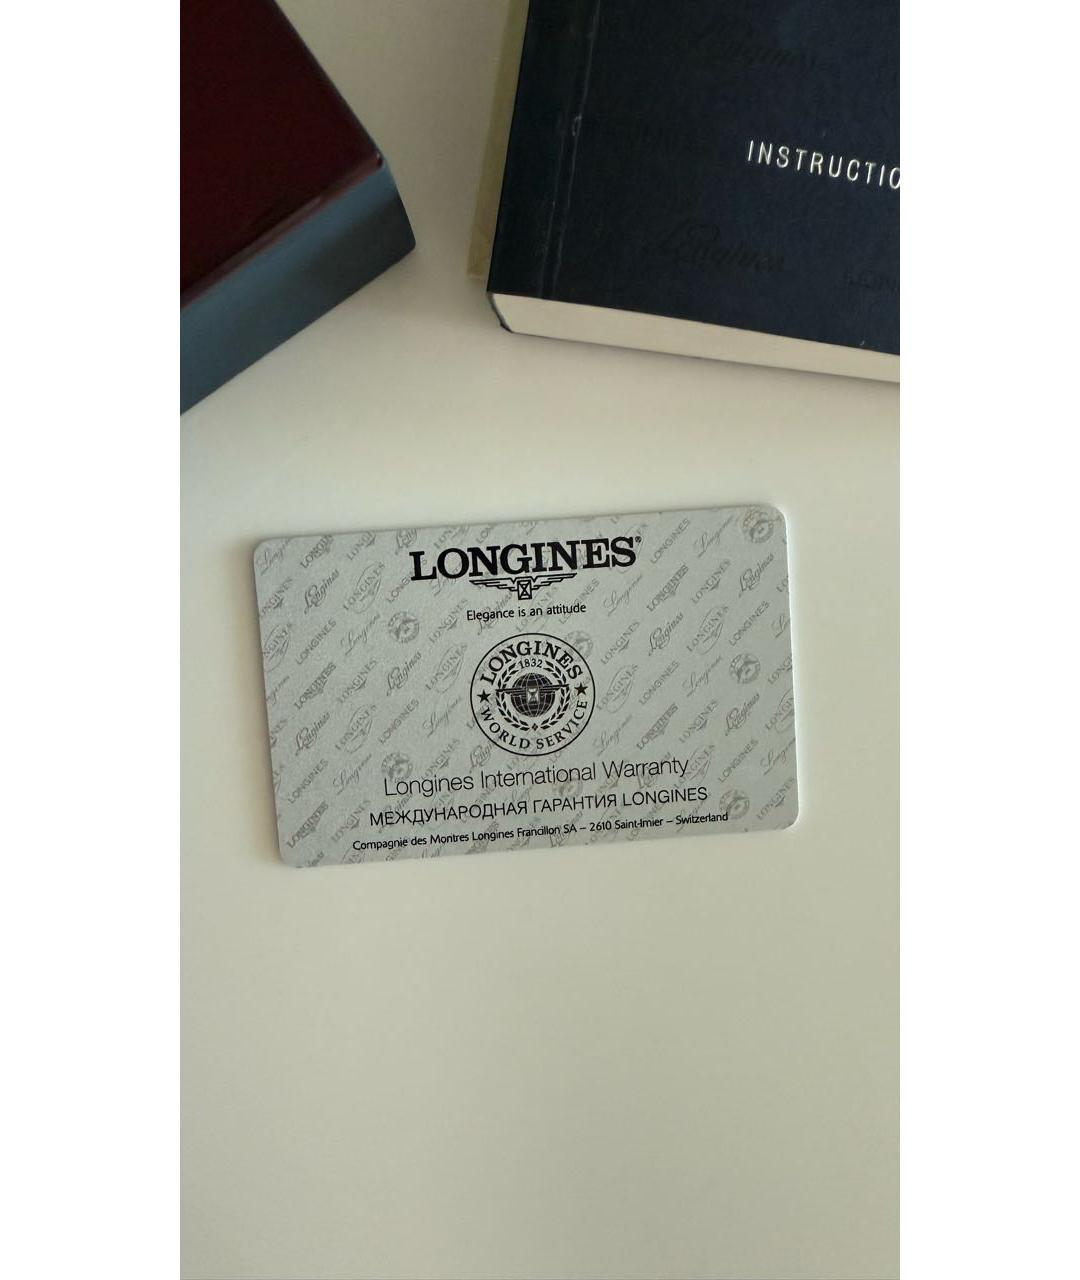 INSTRUCTIO
Longines
LONGINES®
Elegance is an attitude
LONGINES
1832
WORLD SERVICE
Longines International Warranty
МЕЖДУНАРОДНАЯ ГАРАНТИЯ LONGINES
Compagnie des Montres Longines Francillon SA – 2610 Saint-Imier – Switzerland